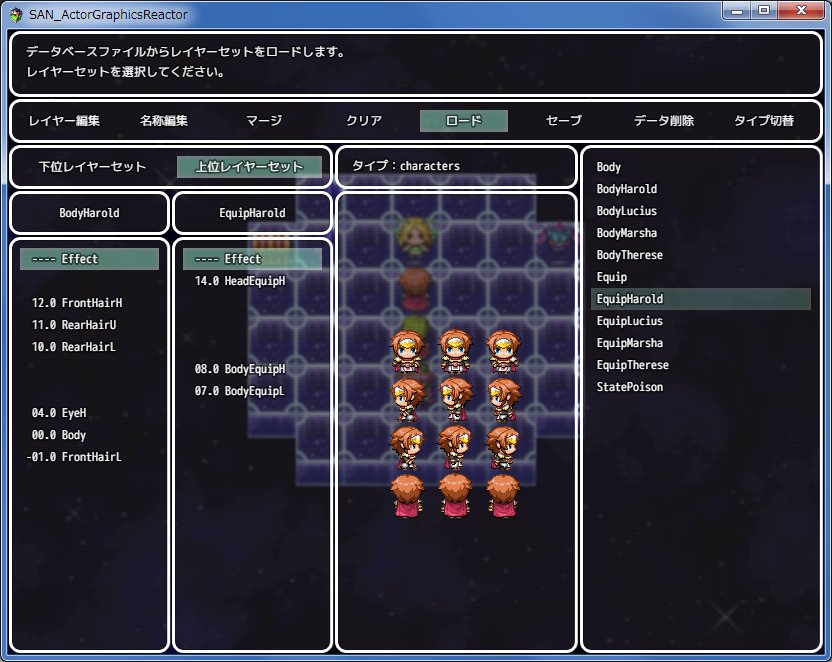 SAN_ActorGraphicsReactor
データベースファイルからレイヤーセットをロードします。
レイヤーセットを選択してください。
レイヤー編集 名称編集 マージ クリア ロード セーブ データ削除 タイプ切替
下位レイヤーセット 上位レイヤーセット
タイプ：characters
BodyHarold
EquipHarold
---- Effect
12.0 FrontHairH
11.0 RearHairU
10.0 RearHairL
04.0 EyeH
00.0 Body
-01.0 FrontHairL
---- Effect
14.0 HeadEquipH
08.0 BodyEquipH
07.0 BodyEquipL
Body
BodyHarold
BodyLucius
BodyMarsha
BodyTherese
Equip
EquipHarold
EquipLucius
EquipMarsha
EquipTherese
StatePoison